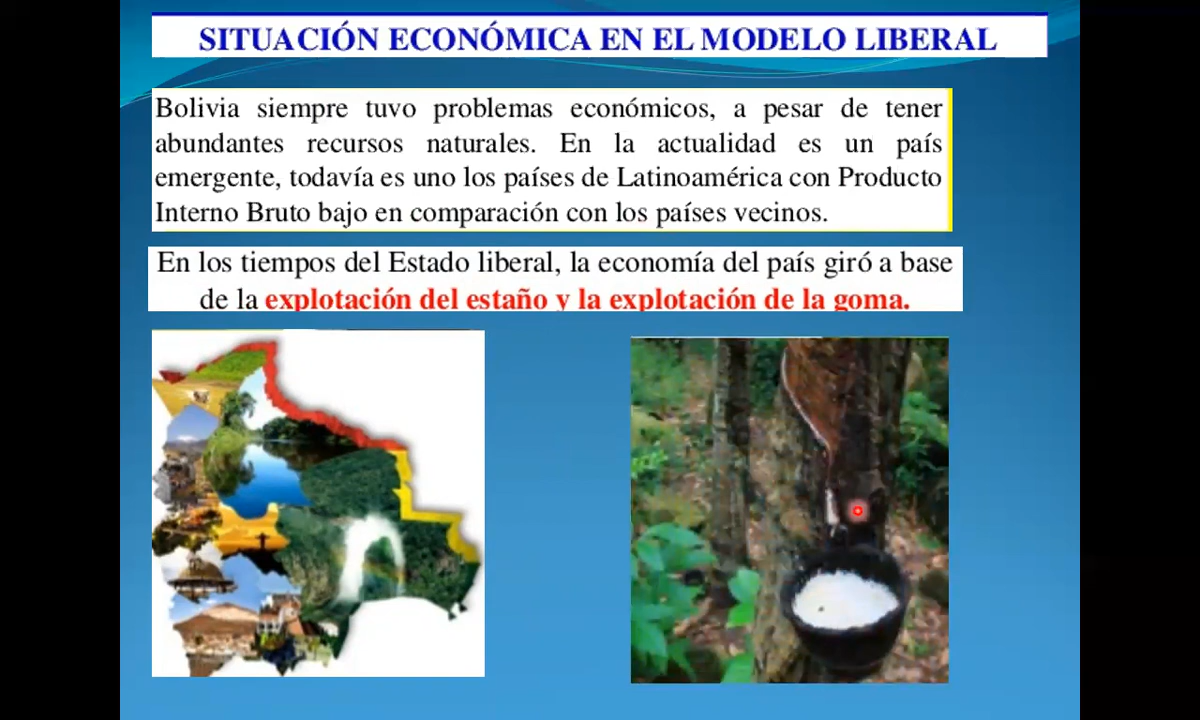 SITUACIÓN ECONÓMICA EN EL MODELO LIBERAL
Bolivia siempre tuvo problemas económicos, a pesar de tener
abundantes recursos naturales. En la actualidad es un país
emergente, todavía es uno los países de Latinoamérica con Producto
Interno Bruto bajo en comparación con los países vecinos.
En los tiempos del Estado liberal, la economía del país giró a base
de la explotación del estaño y la explotación de la goma.